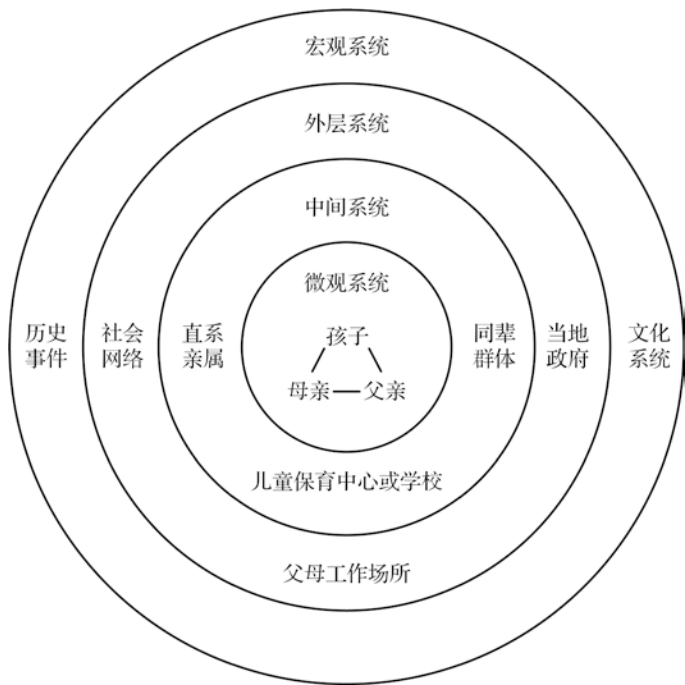 宏观系统
外层系统
中间系统
微观系统
孩子
母亲
父亲
历史
事件
社会
网络
直系
亲属
同辈
群体
当地
政府
文化
系统
儿童保育中心或学校
父母工作场所